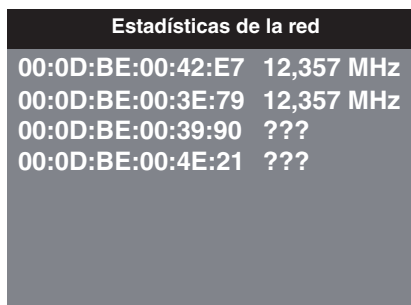 Estadísticas de la red
00:0D:BE:00:42:E7 12,357 MHz
00:0D:BE:00:3E:79 12,357 MHz
00:0D:BE:00:39:90 ???
00:0D:BE:00:4E:21 ???